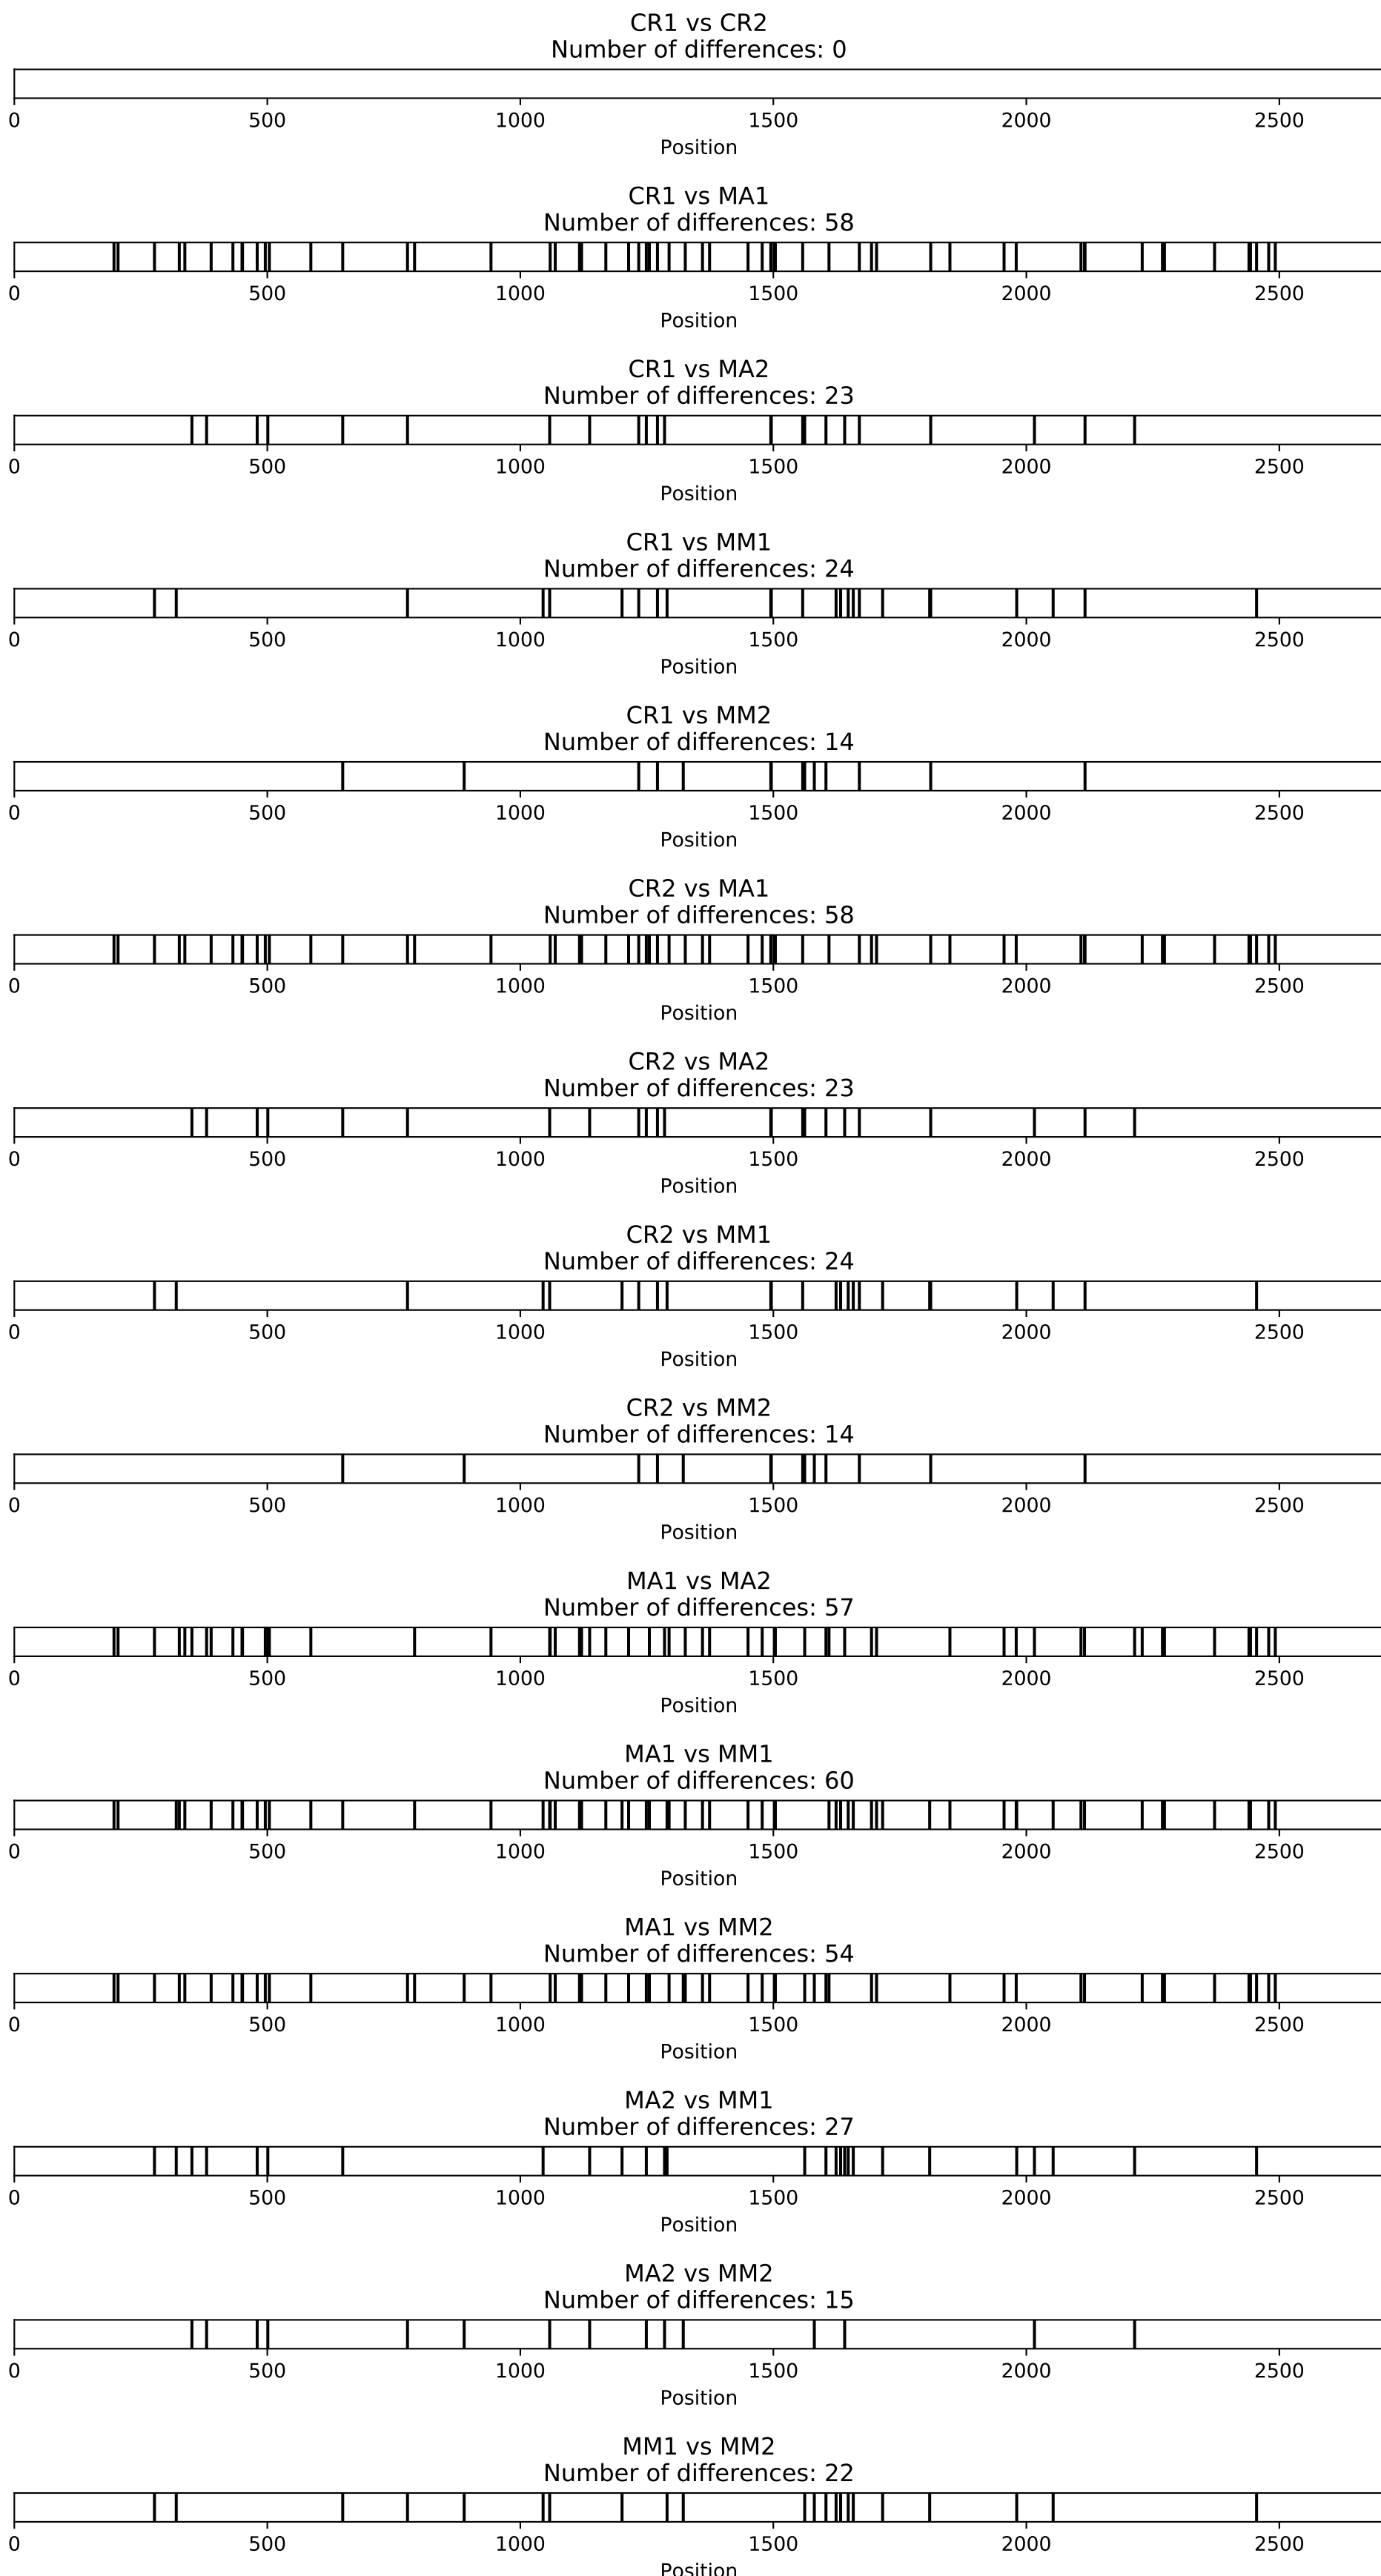 CR1 vs CR2
Number of differences: 0
0 500 1000 1500 2000 2500
Position
CR1 vs MA1
Number of differences: 58
0 500 1000 1500 2000 2500
Position
CR1 vs MA2
Number of differences: 23
0 500 1000 1500 2000 2500
Position
CR1 vs MM1
Number of differences: 24
0 500 1000 1500 2000 2500
Position
CR1 vs MM2
Number of differences: 14
0 500 1000 1500 2000 2500
Position
CR2 vs MA1
Number of differences: 58
0 500 1000 1500 2000 2500
Position
CR2 vs MA2
Number of differences: 23
0 500 1000 1500 2000 2500
Position
CR2 vs MM1
Number of differences: 24
0 500 1000 1500 2000 2500
Position
CR2 vs MM2
Number of differences: 14
0 500 1000 1500 2000 2500
Position
MA1 vs MA2
Number of differences: 57
0 500 1000 1500 2000 2500
Position
MA1 vs MM1
Number of differences: 60
0 500 1000 1500 2000 2500
Position
MA1 vs MM2
Number of differences: 54
0 500 1000 1500 2000 2500
Position
MA2 vs MM1
Number of differences: 27
0 500 1000 1500 2000 2500
Position
MA2 vs MM2
Number of differences: 15
0 500 1000 1500 2000 2500
Position
MM1 vs MM2
Number of differences: 22
0 500 1000 1500 2000 2500
Position